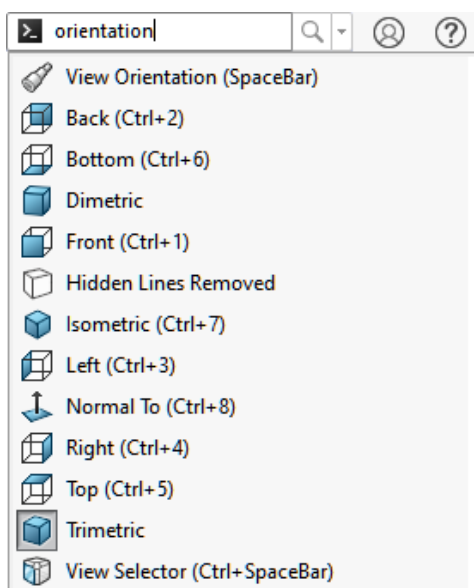 orientation
View Orientation (SpaceBar)
Back (Ctrl+2)
Bottom (Ctrl+6)
Dimetric
Front (Ctrl+1)
Hidden Lines Removed
Isometric (Ctrl+7)
Left (Ctrl+3)
Normal To (Ctrl+8)
Right (Ctrl+4)
Top (Ctrl+5)
Trimetric
View Selector (Ctrl+SpaceBar)